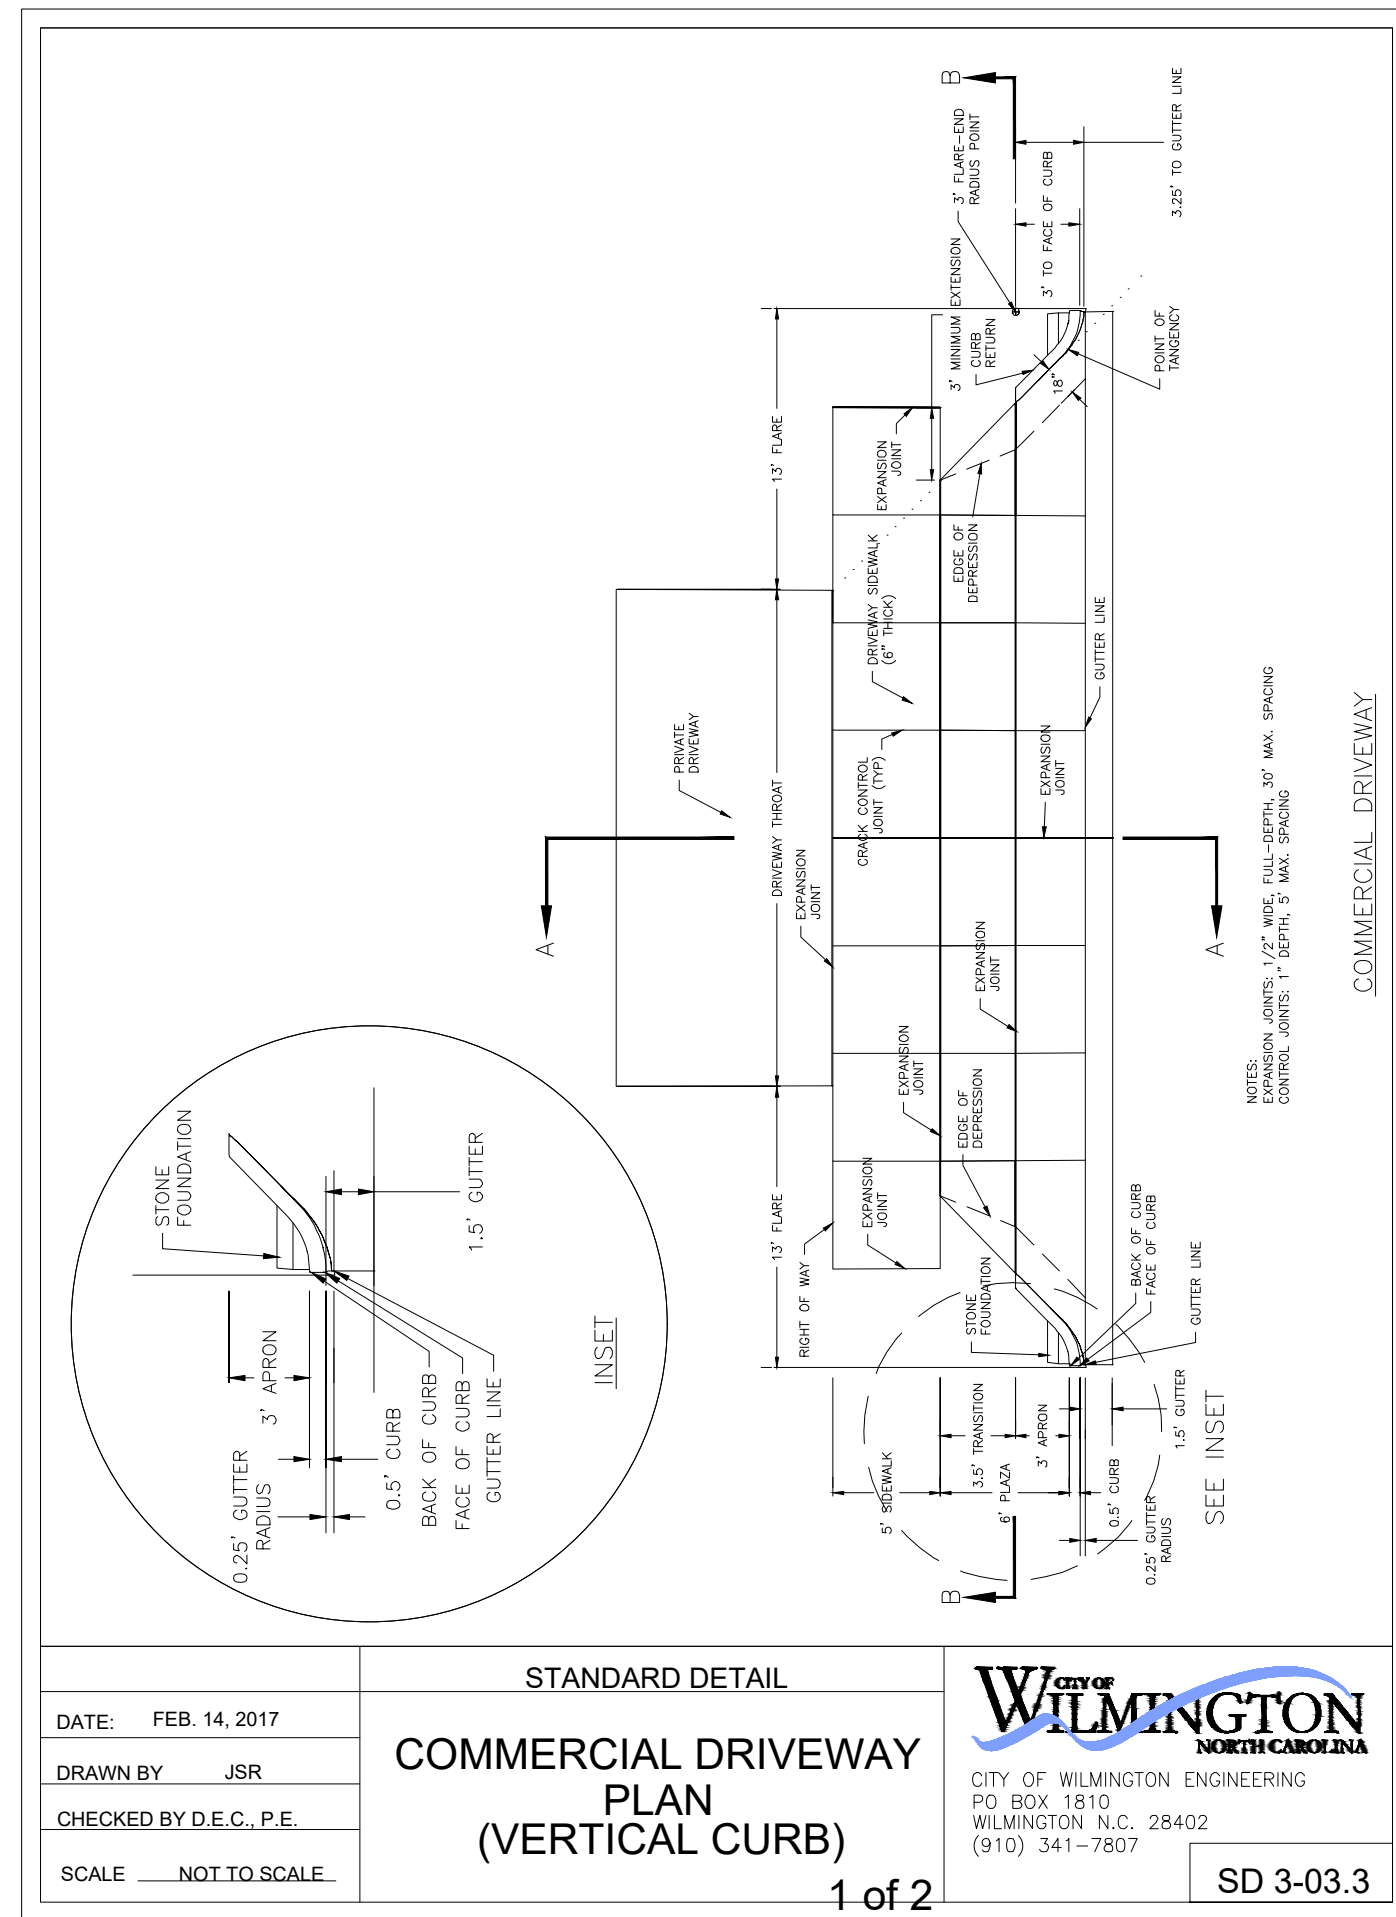 B
3' FLARE-END
RADIUS POINT
3.25' TO GUTTER LINE
3' TO FACE OF CURB
3' MINIMUM EXTENSION
CURB
RETURN
18"
POINT OF
TANGENCY
13' FLARE
EXPANSION
JOINT
EDGE OF
DEPRESSION
DRIVEWAY SIDEWALK
(6" THICK)
GUTTER LINE
PRIVATE
DRIVEWAY
CRACK CONTROL
JOINT (TYP)
EXPANSION
JOINT
DRIVEWAY THROAT
EXPANSION
JOINT
A
A
EXPANSION
JOINT
EXPANSION
JOINT
EDGE OF
DEPRESSION
EXPANSION
JOINT
13' FLARE
RIGHT OF WAY
STONE
FOUNDATION
BACK OF CURB
FACE OF CURB
GUTTER LINE
5' SIDEWALK
3.5' TRANSITION
6' PLAZA
3' APRON
0.5' CURB
0.25' GUTTER
RADIUS
1.5' GUTTER
SEE INSET
B
STONE
FOUNDATION
1.5' GUTTER
3' APRON
0.25' GUTTER
RADIUS
0.5' CURB
BACK OF CURB
FACE OF CURB
GUTTER LINE
INSET
NOTES:
EXPANSION JOINTS: 1/2" WIDE, FULL-DEPTH, 30' MAX. SPACING
CONTROL JOINTS: 1" DEPTH, 5' MAX. SPACING
COMMERCIAL DRIVEWAY
DATE: FEB. 14, 2017
DRAWN BY JSR
CHECKED BY D.E.C., P.E.
SCALE NOT TO SCALE
STANDARD DETAIL
COMMERCIAL DRIVEWAY
PLAN
(VERTICAL CURB)
1 of 2
CITY OF
WILMINGTON
NORTH CAROLINA
CITY OF WILMINGTON ENGINEERING
PO BOX 1810
WILMINGTON N.C. 28402
(910) 341-7807
SD 3-03.3